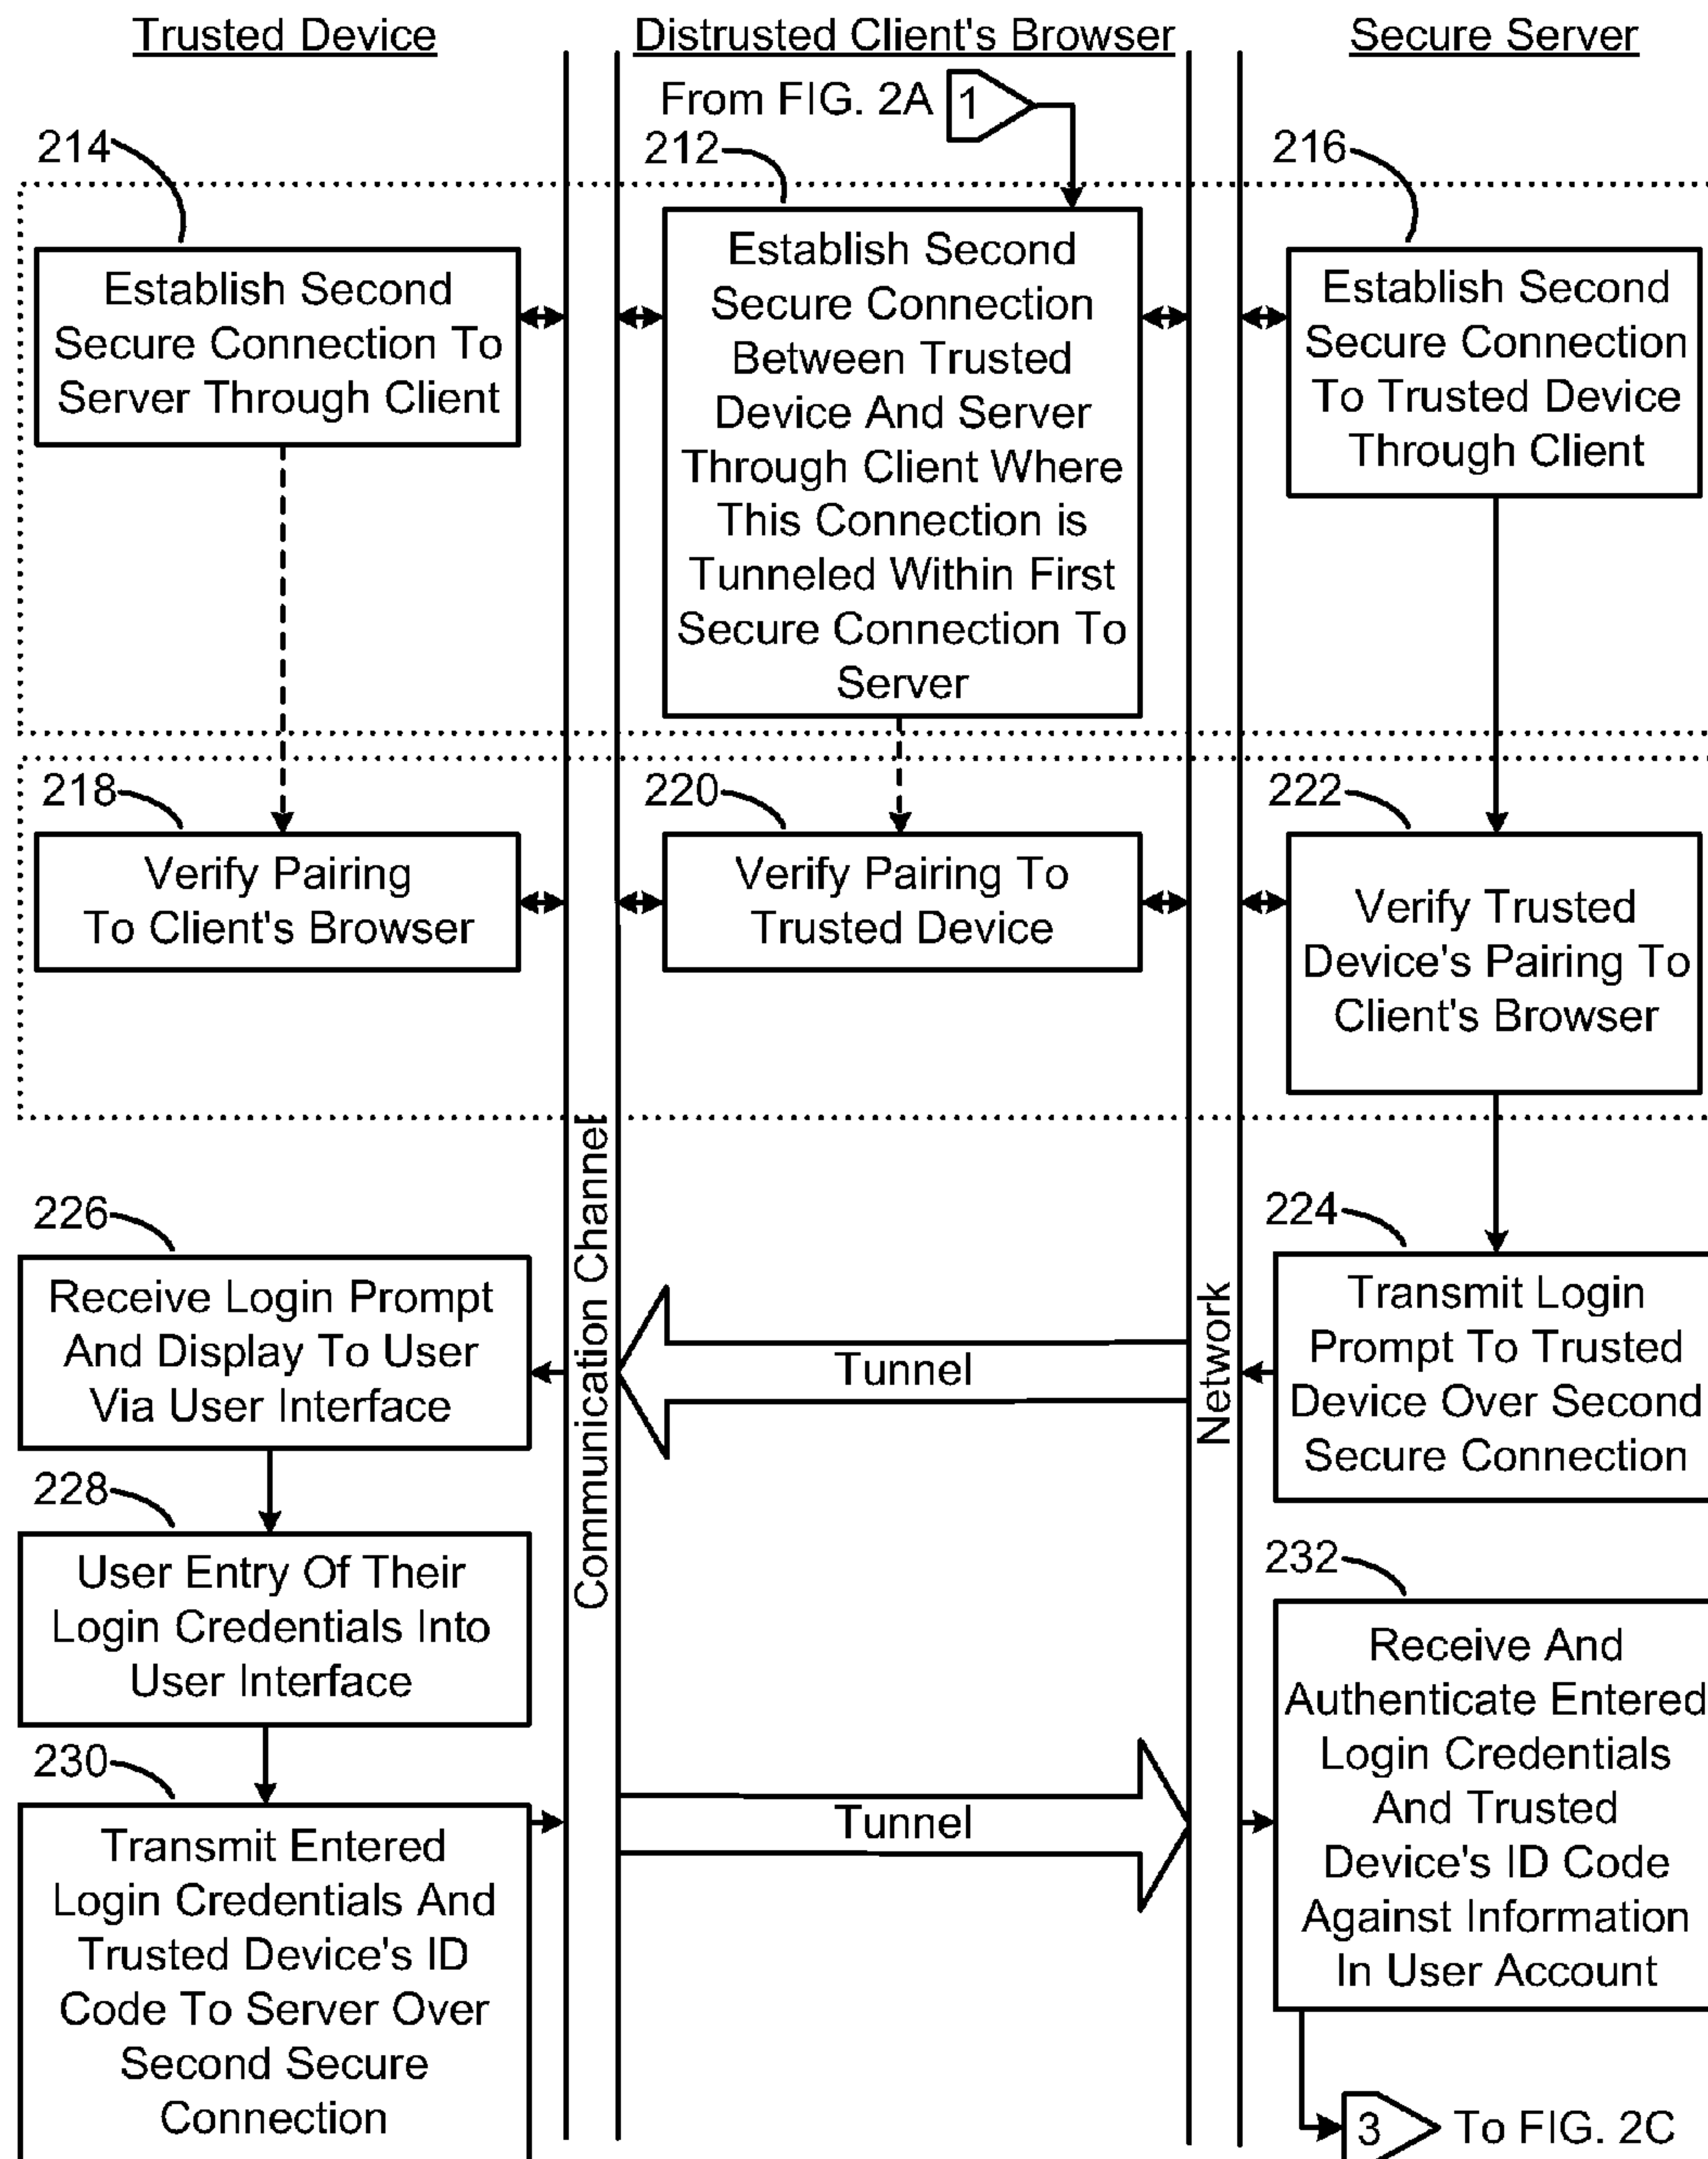 Trusted Device
Distrusted Client's Browser
Secure Server
From FIG. 2A
1
214
212
216
Establish Second
Secure Connection To
Server Through Client
Establish Second
Secure Connection
Between Trusted
Device And Server
Through Client Where
This Connection is
Tunneled Within First
Secure Connection To
Server
Establish Second
Secure Connection
To Trusted Device
Through Client
218
220
222
Verify Pairing
To Client's Browser
Verify Pairing To
Trusted Device
Verify Trusted
Device's Pairing To
Client's Browser
Communication Channel
Network
226
224
Receive Login Prompt
And Display To User
Via User Interface
Tunnel
Transmit Login
Prompt To Trusted
Device Over Second
Secure Connection
228
User Entry Of Their
Login Credentials Into
User Interface
232
230
Transmit Entered
Login Credentials And
Trusted Device's ID
Code To Server Over
Second Secure
Connection
Tunnel
Receive And
Authenticate Entered
Login Credentials
And Trusted
Device's ID Code
Against Information
In User Account
3
To FIG. 2C